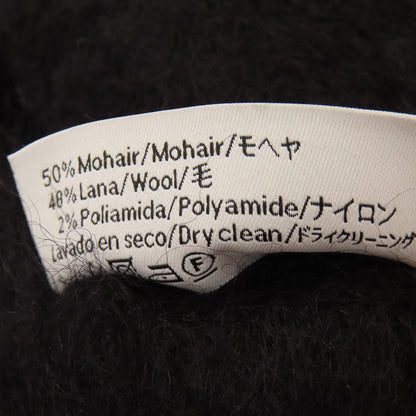 50% Mohair/Mohair/モヘヤ
48% Lana/Wool/毛
2% Poliamida/Polyamide/ナイロン
Lavado en seco/Dry clean/ドライクリーニング
F